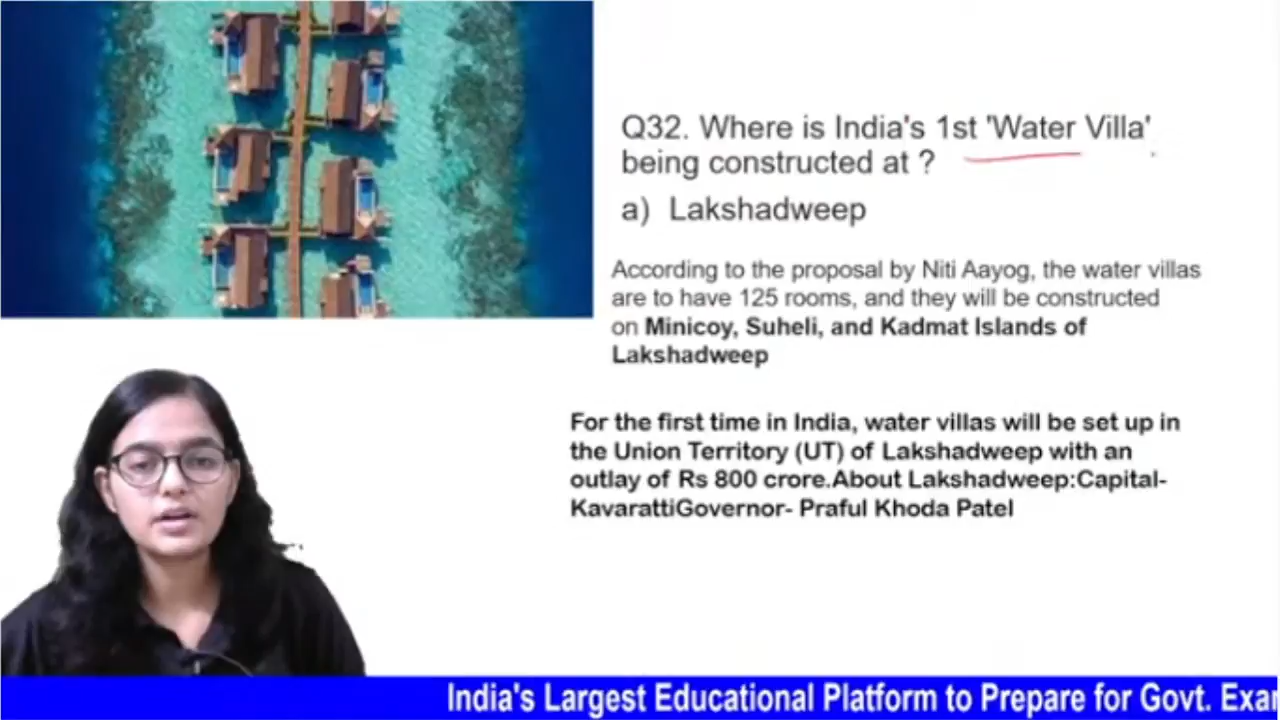 Q32. Where is India's 1st 'Water Villa'
being constructed at ?
a) Lakshadweep
According to the proposal by Niti Aayog, the water villas
are to have 125 rooms, and they will be constructed
on Minicoy, Suheli, and Kadmat Islands of
Lakshadweep
For the first time in India, water villas will be set up in
the Union Territory (UT) of Lakshadweep with an
outlay of Rs 800 crore.About Lakshadweep:Capital-
KavarattiGovernor- Praful Khoda Patel
India's Largest Educational Platform to Prepare for Govt. Exa